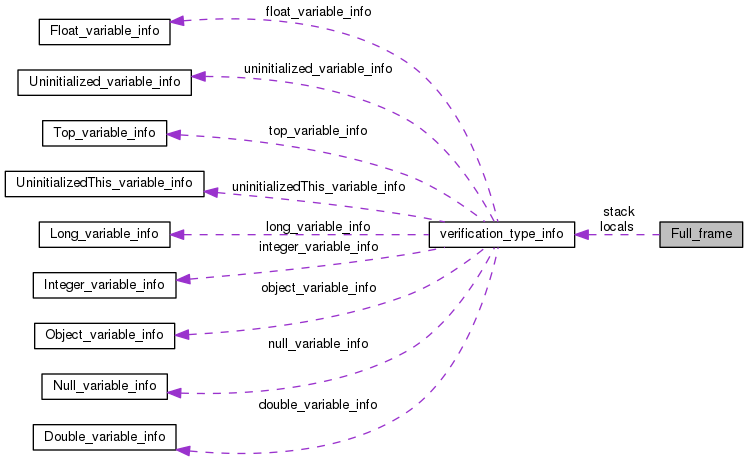 float_variable_info
Float_variable_info
uninitialized_variable_info
Uninitialized_variable_info
top_variable_info
Top_variable_info
uninitializedThis_variable_info
UninitializedThis_variable_info
stack
locals
long_variable_info
Long_variable_info
verification_type_info
Full_frame
integer_variable_info
Integer_variable_info
object_variable_info
Object_variable_info
null_variable_info
Null_variable_info
double_variable_info
Double_variable_info